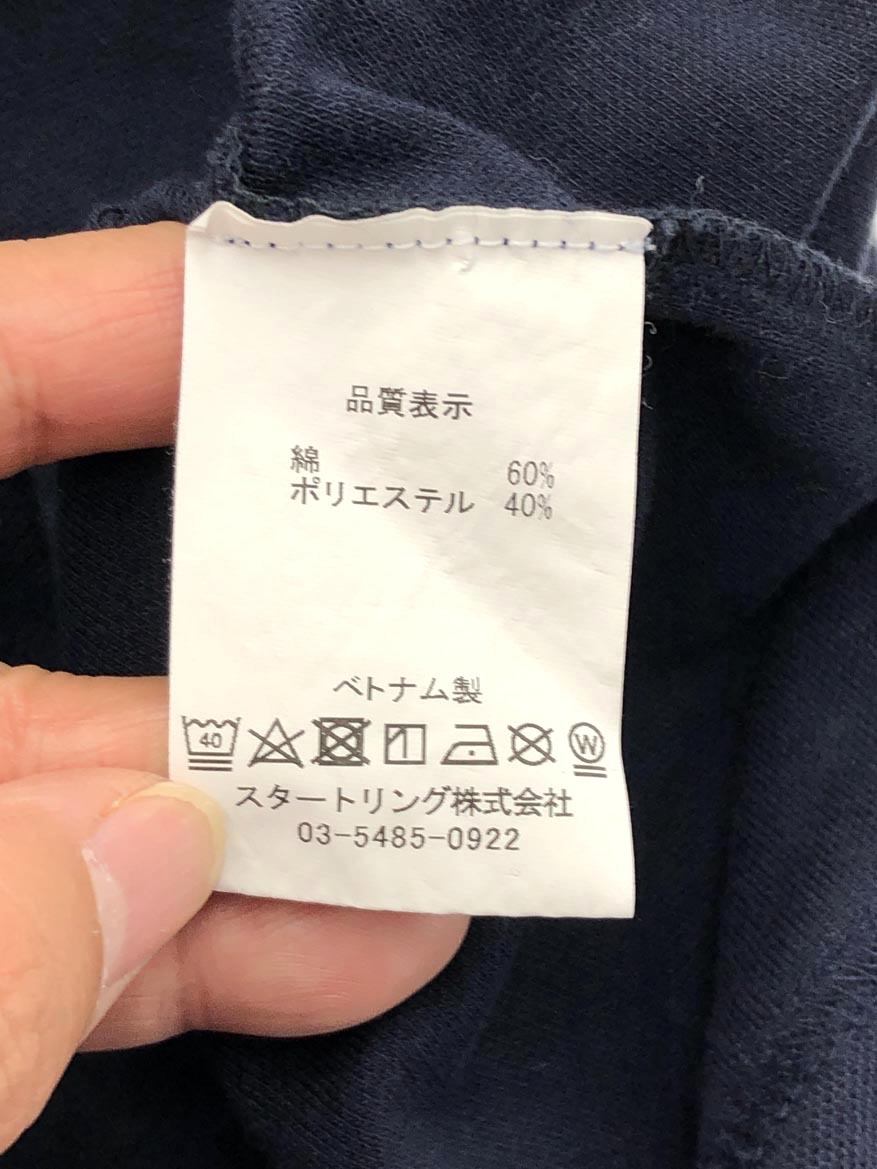 品質表示
綿 60%
ポリエステル 40%
ベトナム製
40 W
スタートリング株式会社
03-5485-0922